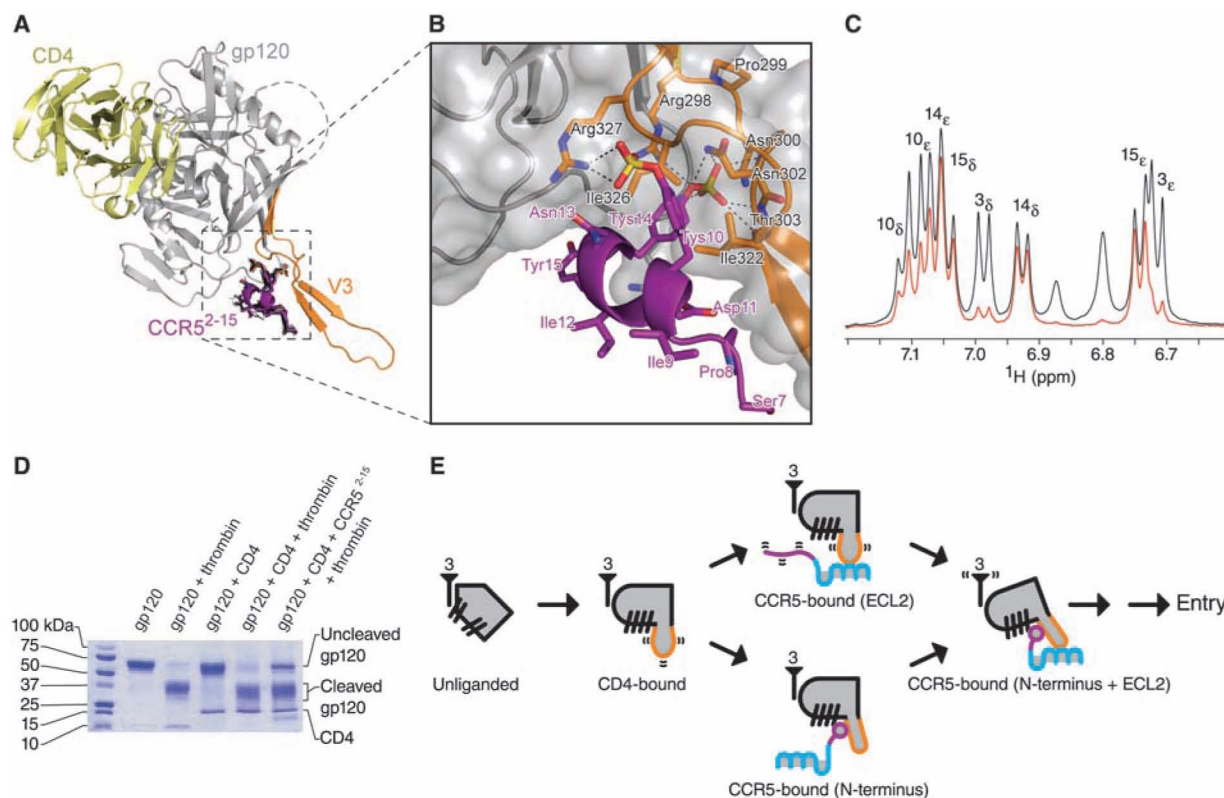 A
CD4
gp120
V3
CCR52-15
B
Pro299
Arg298
Arg327
Asn300
Asn302
Ile326
Thr303
Asn13
Tys14
Tys10
Ile322
Tyr15
Asp11
Ile12
Ile9
Pro8
Ser7
C
10δ
10ε
14ε
15δ
3δ
14δ
15ε
3ε
7.1
7.0
6.9
6.8
6.7
1H (ppm)
D
gp120
gp120 + thrombin
gp120 + CD4
gp120 + CD4 + thrombin
gp120 + CD4 + CCR52-15
+ thrombin
100 kDa
75
50
37
25
20
15
10
Uncleaved
gp120
Cleaved
gp120
CD4
E
3
Unliganded
3
CD4-bound
3
CCR5-bound (ECL2)
3
CCR5-bound (N-terminus)
3
CCR5-bound (N-terminus + ECL2)
Entry